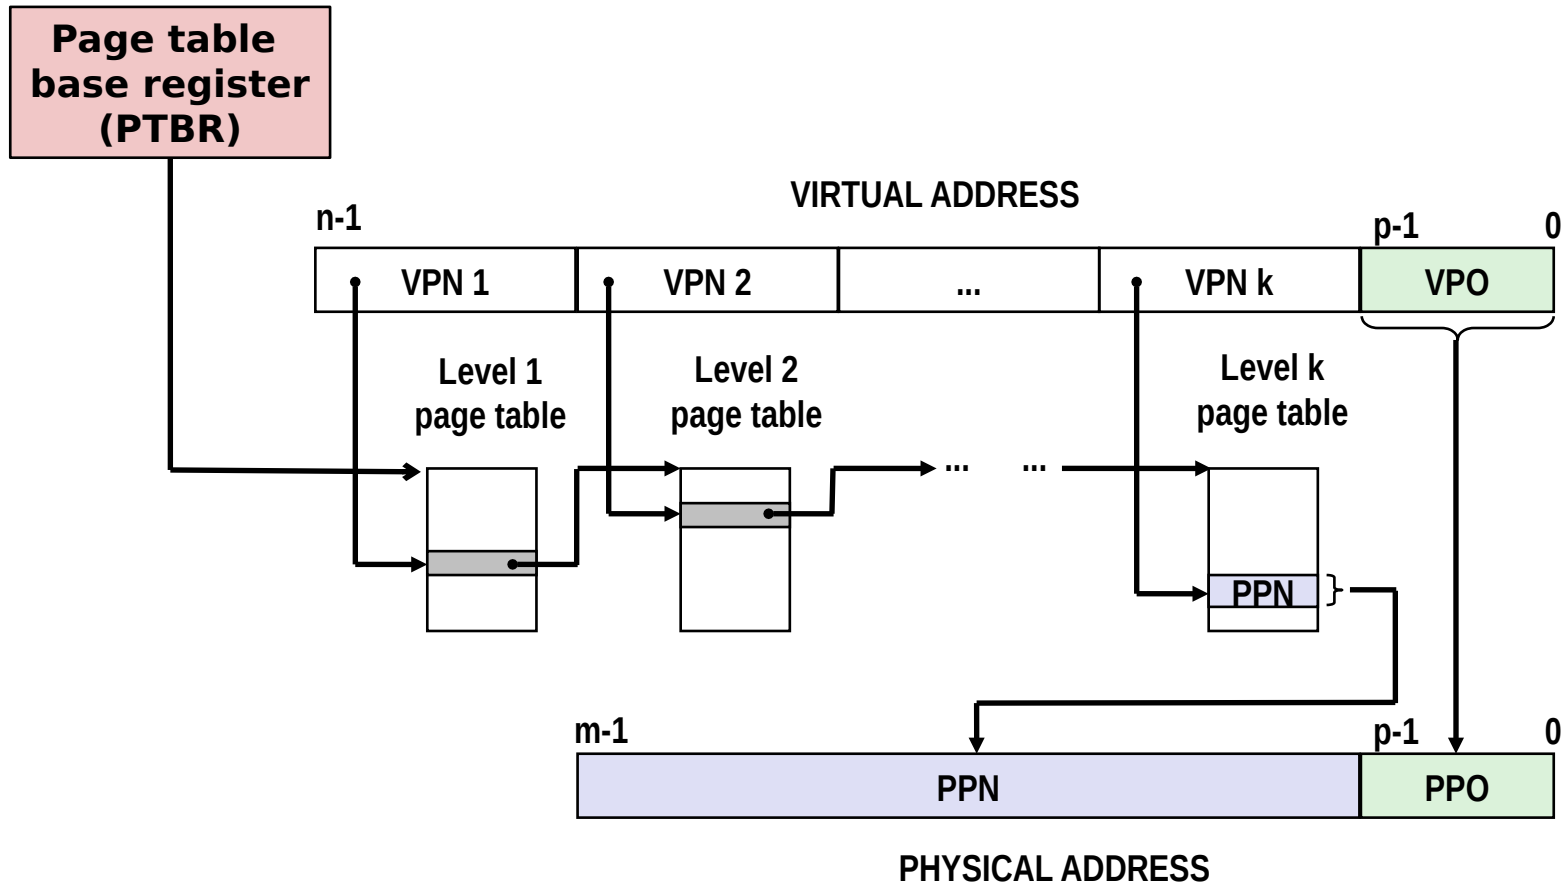 Page table
base register
(PTBR)
VIRTUAL ADDRESS
n-1
p-1
0
VPN 1
VPN 2
...
VPN k
VPO
Level 1
page table
Level 2
page table
Level k
page table
...
...
PPN
m-1
p-1
0
PPN
PPO
PHYSICAL ADDRESS